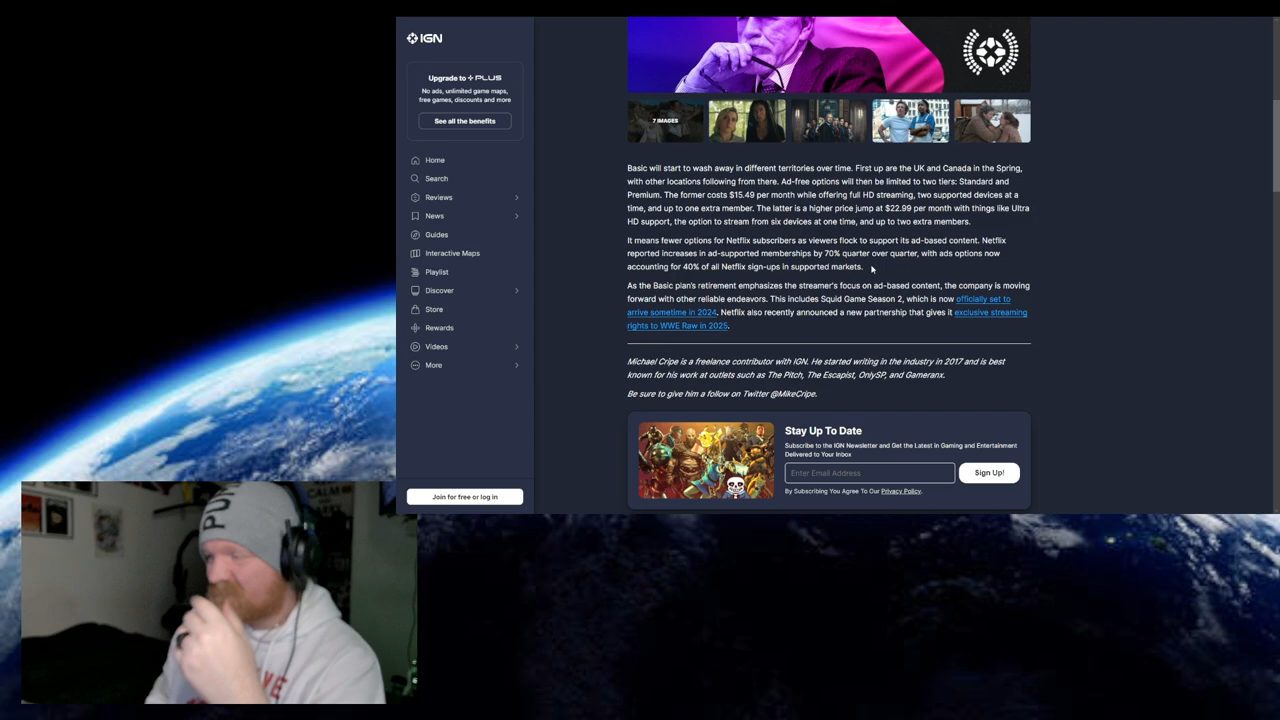 IGN
Upgrade to PLUS
No ads, unlimited game maps,
free games, discounts and more
See all the benefits
Home
Search
Reviews
News
Guides
Interactive Maps
Playlist
Discover
Store
Rewards
Videos
More
Join for free or log in
7 IMAGES
Basic will start to wash away in different territories over time. First up are the UK and Canada in the Spring,
with other locations following from there. Ad-free options will then be limited to two tiers: Standard and
Premium. The former costs $15.49 per month while offering full HD streaming, two supported devices at a
time, and up to one extra member. The latter is a higher price jump at $22.99 per month with things like Ultra
HD support, the option to stream from six devices at one time, and up to two extra members.
It means fewer options for Netflix subscribers as viewers flock to support its ad-based content. Netflix
reported increases in ad-supported memberships by 70% quarter over quarter, with ads options now
accounting for 40% of all Netflix sign-ups in supported markets.
As the Basic plan's retirement emphasizes the streamer's focus on ad-based content, the company is moving
forward with other reliable endeavors. This includes Squid Game Season 2, which is now officially set to
arrive sometime in 2024. Netflix also recently announced a new partnership that gives it exclusive streaming
rights to WWE Raw in 2025.
Michael Cripe is a freelance contributor with IGN. He started writing in the industry in 2017 and is best
known for his work at outlets such as The Pitch, The Escapist, OnlySP, and Gameranx.
Be sure to give him a follow on Twitter @MikeCripe.
Stay Up To Date
Subscribe to the IGN Newsletter and Get the Latest in Gaming and Entertainment
Delivered to Your Inbox
Enter Email Address
Sign Up!
By Subscribing You Agree To Our Privacy Policy.